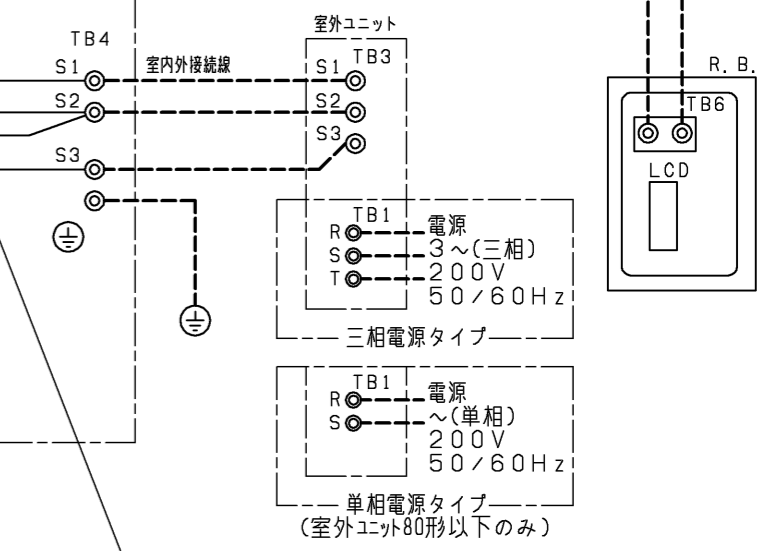 TB4
S1
S2
S3
室内外接続線
室外ユニット
TB3
S1
S2
S3
TB1
R
S
T
電源
3～(三相)
200V
50/60Hz
三相電源タイプ
TB1
R
S
電源
～(単相)
200V
50/60Hz
単相電源タイプ
(室外ユニット80形以下のみ)
R.B.
TB6
LCD